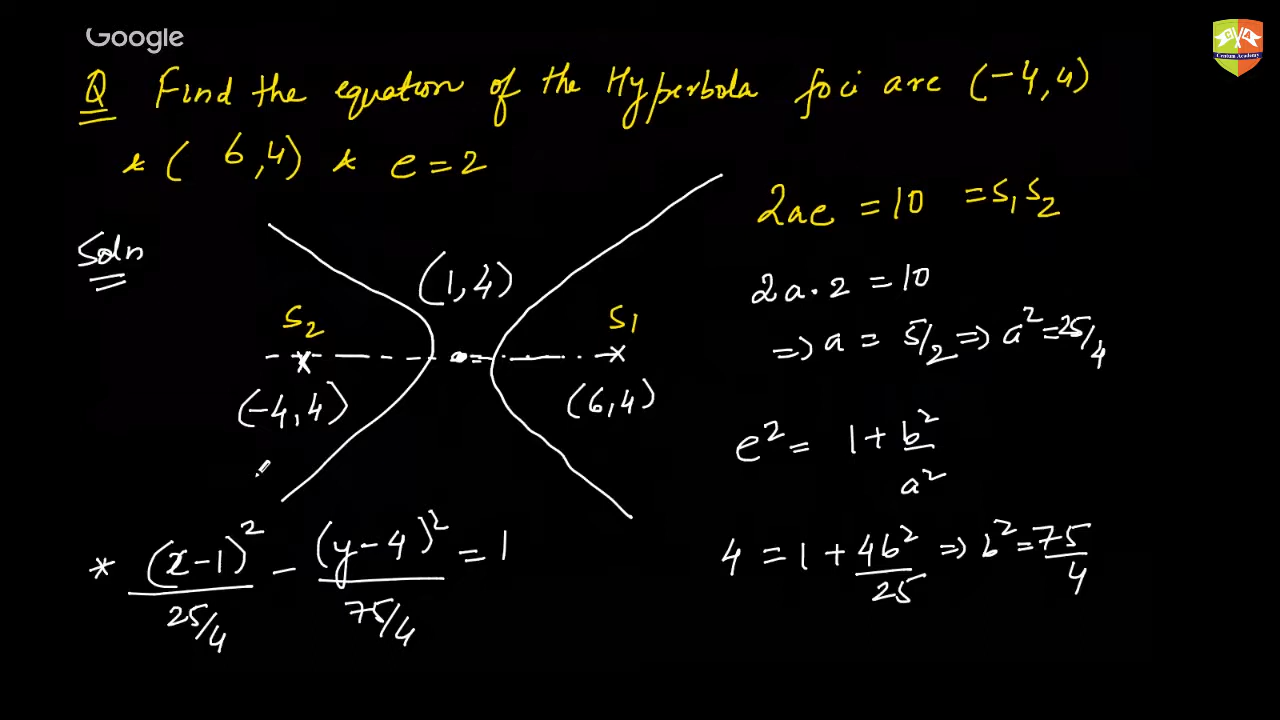 Google
Q Find the equation of the Hyperbola foci are (-4,4)
& (6,4) & e = 2
Soln
2ae = 10 = S₁S₂
(1,4)
2a·2 = 10
S₂ S₁
=> a = 5/2 => a² = 25/4
(-4,4) (6,4)
e² = 1 + b²/a²
* (x-1)²/25/4 - (y-4)²/75/4 = 1
4 = 1 + 4b²/25 => b² = 75/4
Centum Academy